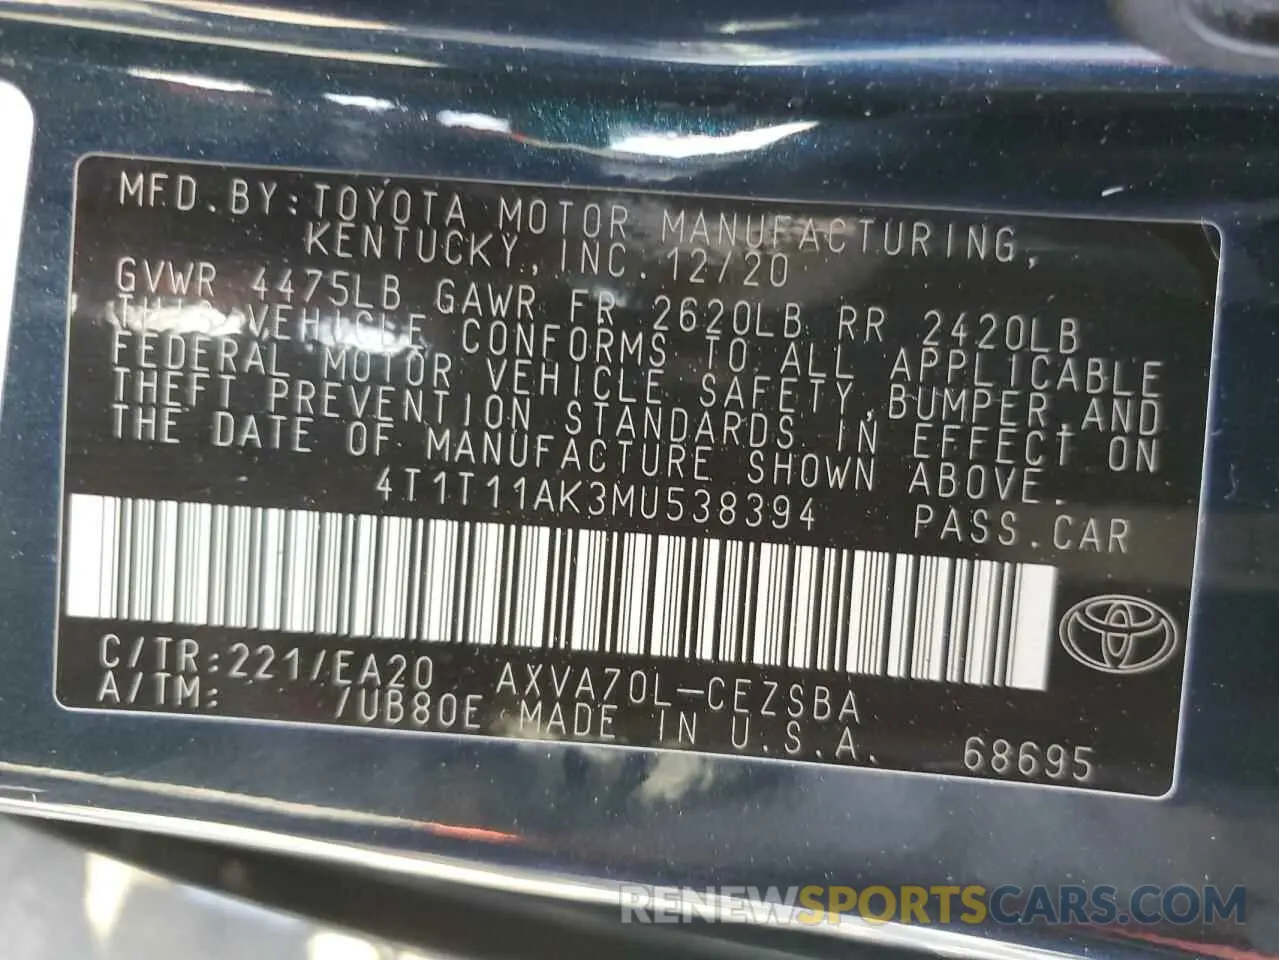 MFD.BY:TOYOTA MOTOR MANUFACTURING,
KENTUCKY, INC. 12/20
GVWR 4475LB GAWR FR 2620LB RR 2420LB
THIS VEHICLE CONFORMS TO ALL APPLICABLE
FEDERAL MOTOR VEHICLE SAFETY,BUMPER,AND
THEFT PREVENTION STANDARDS IN EFFECT ON
THE DATE OF MANUFACTURE SHOWN ABOVE.
4T1T11AK3MU538394 PASS.CAR
C/TR:221/EA20 AXVA70L-CEZSBA
A/TM: /UB80E MADE IN U.S.A. 68695
RENEWSPORTSCARS.COM